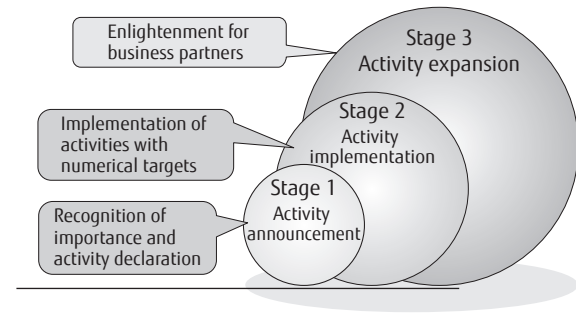 Enlightenment for
business partners
Stage 3
Activity expansion
Implementation of
activities with
numerical targets
Stage 2
Activity
implementation
Recognition of
importance and
activity declaration
Stage 1
Activity
announcement